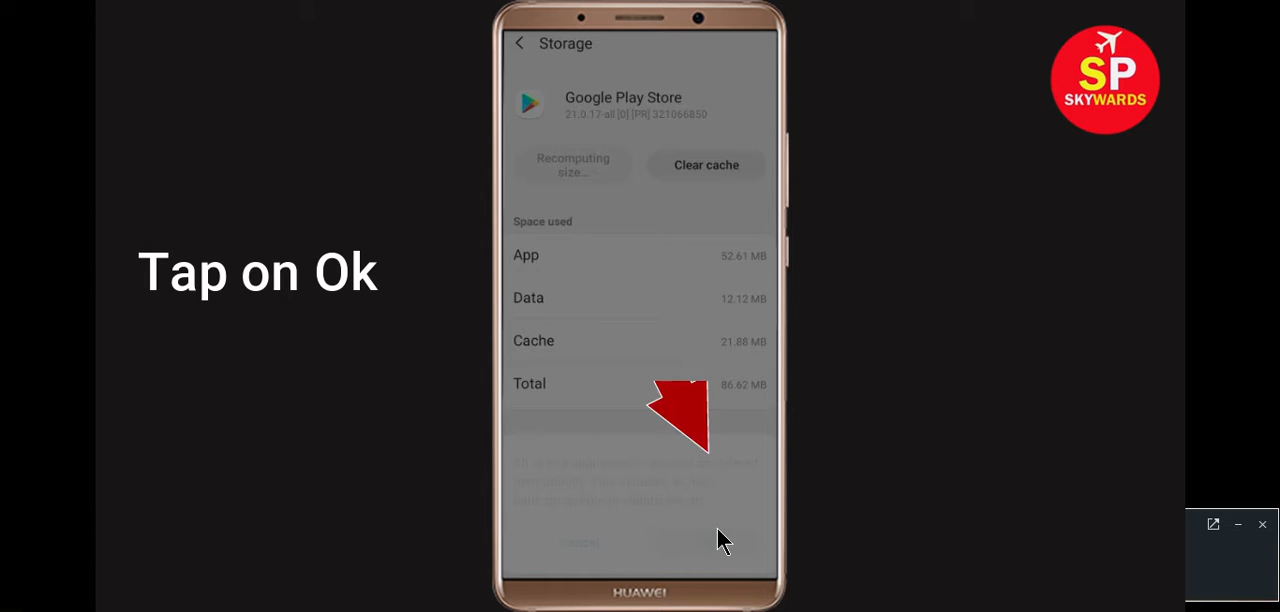 Storage
Google Play Store
21.0.17-all [0] [PR] 321066850
Recomputing
size...
Clear cache
Space used
App 52.61 MB
Data 12.12 MB
Cache 21.88 MB
Total 86.62 MB
Cancel
Tap on Ok
SP
SKYWARDS
HUAWEI